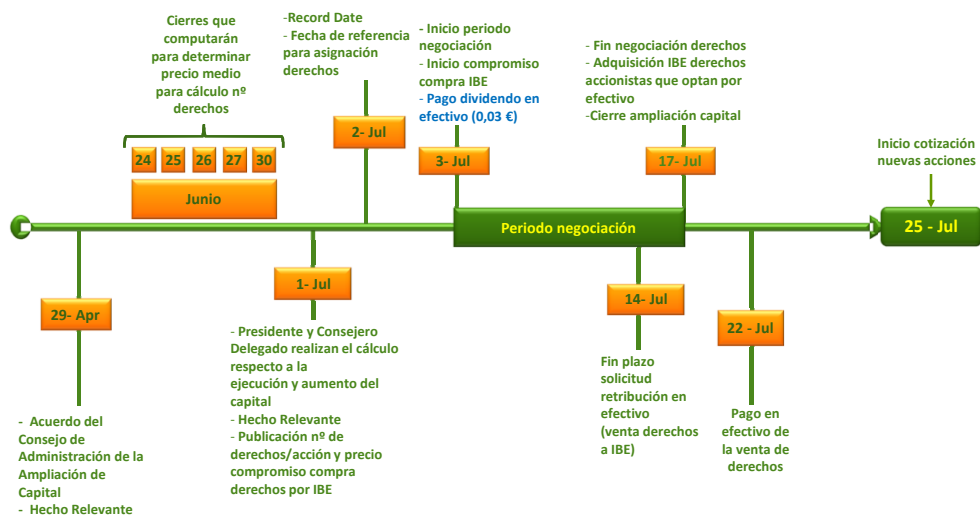 Cierres que
computarán
para determinar
precio medio
para cálculo nº
derechos
24 25 26 27 30
Junio
-Record Date
- Fecha de referencia
para asignación
derechos
2- Jul
- Inicio periodo
negociación
- Inicio compromiso
compra IBE
- Pago dividendo en
efectivo (0,03 €)
3- Jul
- Fin negociación derechos
- Adquisición IBE derechos
accionistas que optan por
efectivo
-Cierre ampliación capital
17- Jul
Inicio cotización
nuevas acciones
25 - Jul
Periodo negociación
29- Apr
- Acuerdo del
Consejo de
Administración de la
Ampliación de
Capital
- Hecho Relevante
1- Jul
- Presidente y Consejero
Delegado realizan el cálculo
respecto a la
ejecución y aumento del
capital
- Hecho Relevante
- Publicación nº de
derechos/acción y precio
compromiso compra
derechos por IBE
14- Jul
Fin plazo
solicitud
retribución en
efectivo
(venta derechos
a IBE)
22 - Jul
Pago en
efectivo de
la venta de
derechos